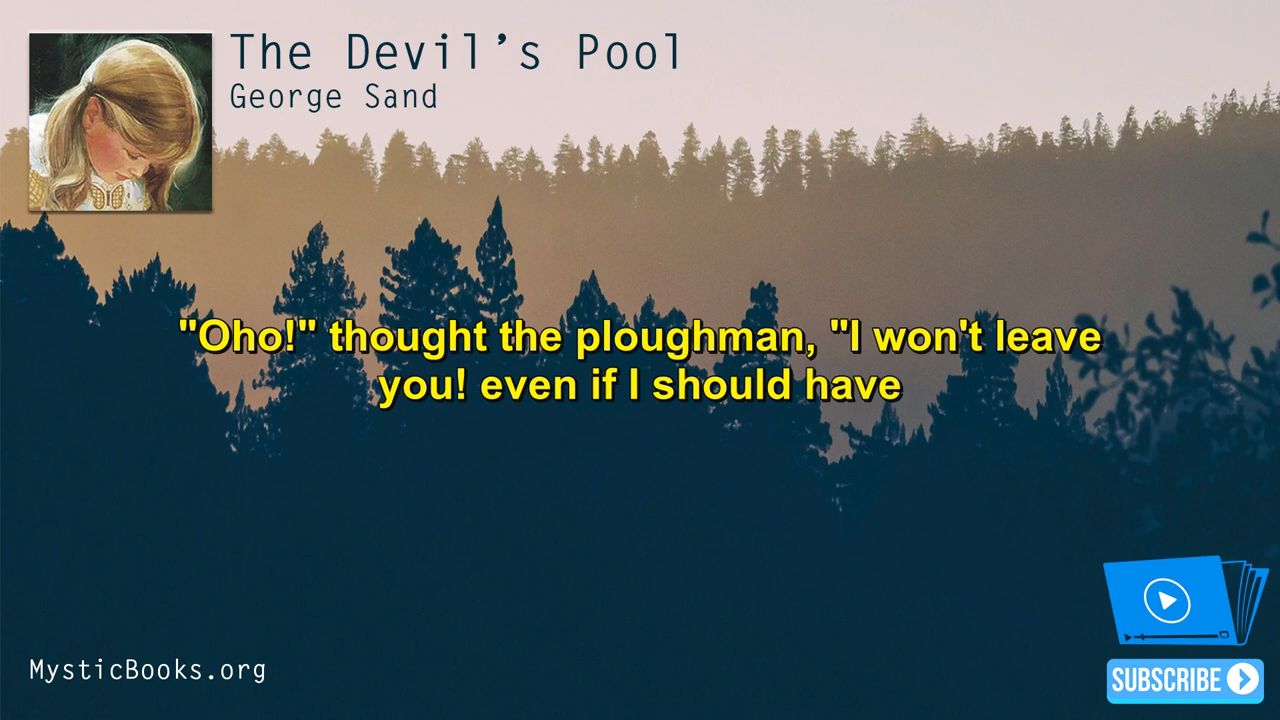 The Devil's Pool
George Sand
"Oho!" thought the ploughman, "I won't leave
you! even if I should have
MysticBooks.org
SUBSCRIBE